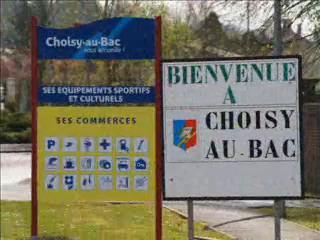 Choisy-au-Bac
SES EQUIPEMENTS SPORTIFS
ET CULTURELS
SES COMMERCES
P
BIENVENUE
A
CHOISY
AU-BAC